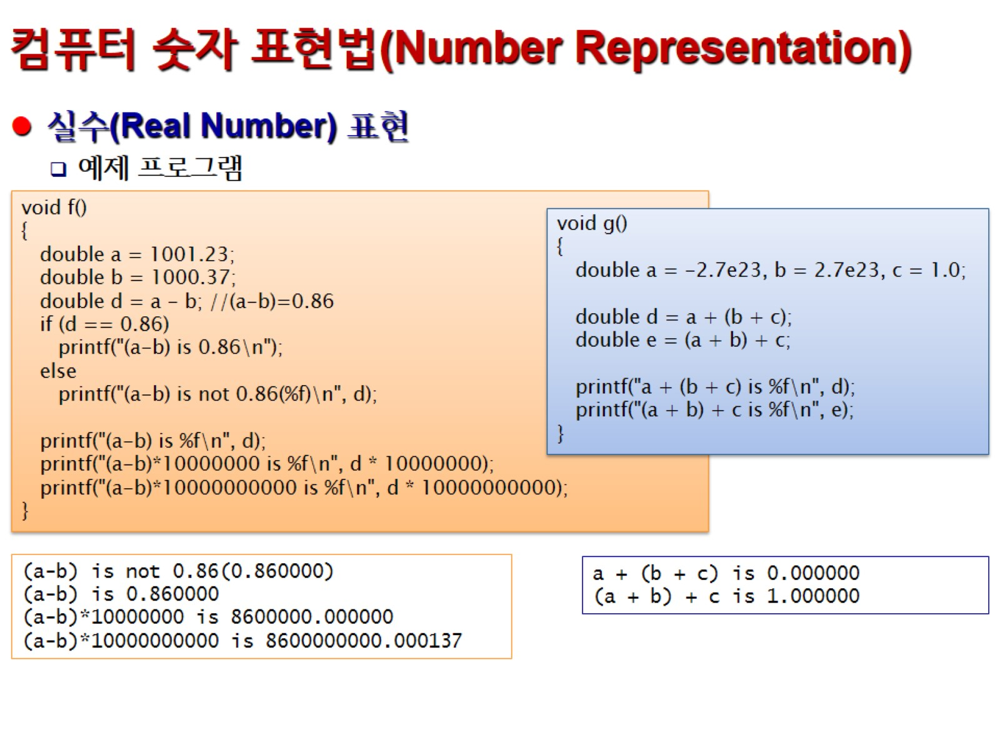 컴퓨터 숫자 표현법(Number Representation)
실수(Real Number) 표현
예제 프로그램
void f()
{
double a = 1001.23;
double b = 1000.37;
double d = a - b; //(a-b)=0.86
if (d == 0.86)
printf("(a-b) is 0.86\n");
else
printf("(a-b) is not 0.86(%f)\n", d);
printf("(a-b) is %f\n", d);
printf("(a-b)*10000000 is %f\n", d * 10000000);
printf("(a-b)*10000000000 is %f\n", d * 10000000000);
}
void g()
{
double a = -2.7e23, b = 2.7e23, c = 1.0;
double d = a + (b + c);
double e = (a + b) + c;
printf("a + (b + c) is %f\n", d);
printf("(a + b) + c is %f\n", e);
}
(a-b) is not 0.86(0.860000)
(a-b) is 0.860000
(a-b)*10000000 is 8600000.000000
(a-b)*10000000000 is 8600000000.000137
a + (b + c) is 0.000000
(a + b) + c is 1.000000